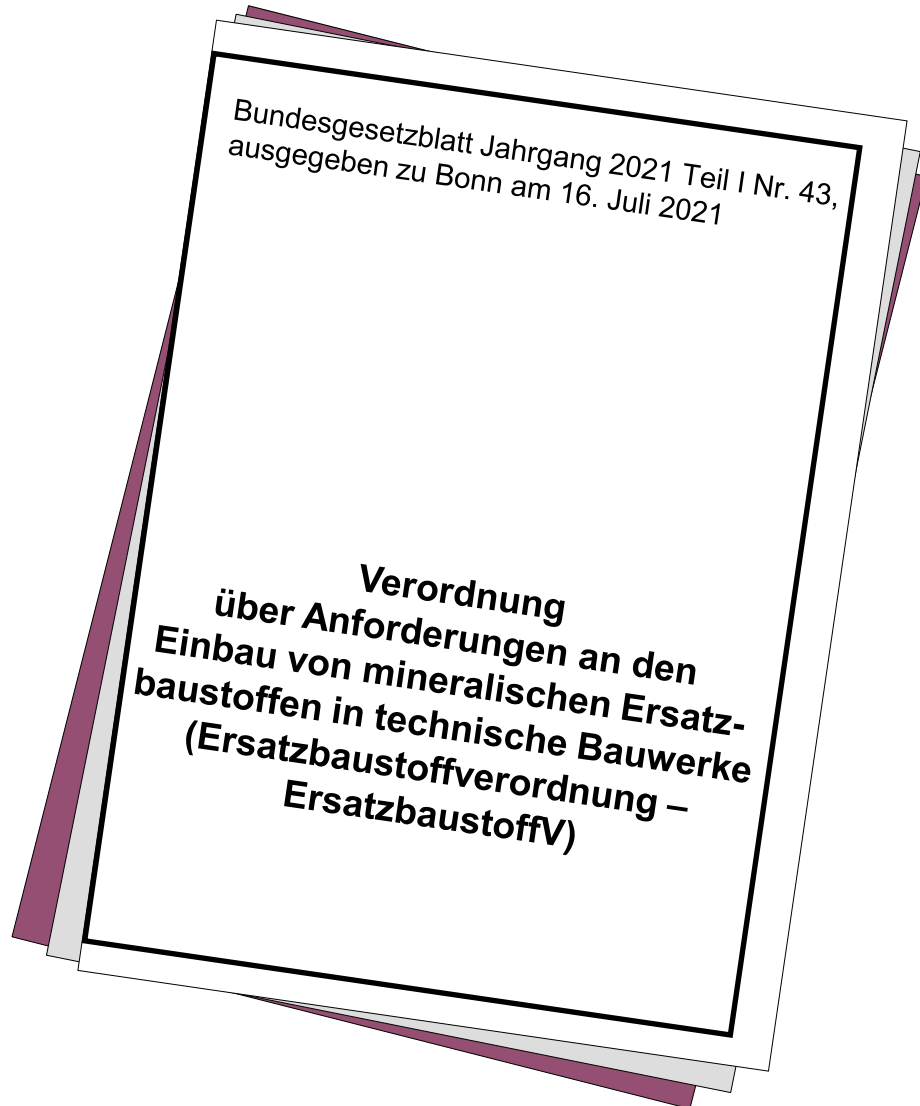 Bundesgesetzblatt Jahrgang 2021 Teil I Nr. 43,
ausgegeben zu Bonn am 16. Juli 2021
Verordnung
über Anforderungen an den
Einbau von mineralischen Ersatz-
baustoffen in technische Bauwerke
(Ersatzbaustoffverordnung –
ErsatzbaustoffV)